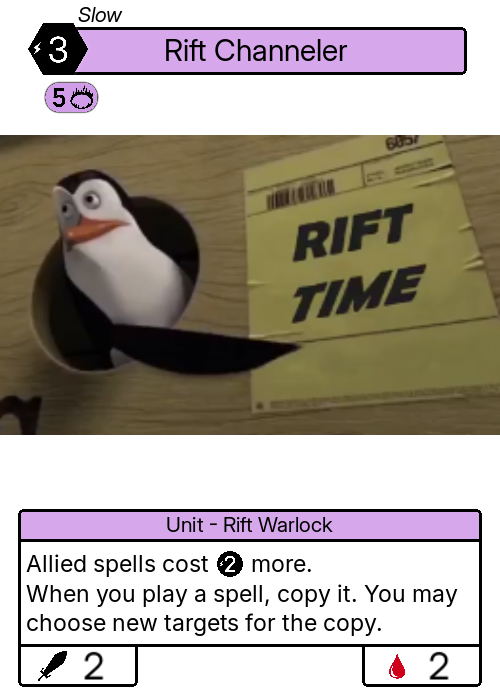 Slow
3 Rift Channeler
5
6057
RIFT
TIME
Unit - Rift Warlock
Allied spells cost 2 more.
When you play a spell, copy it. You may
choose new targets for the copy.
2 2